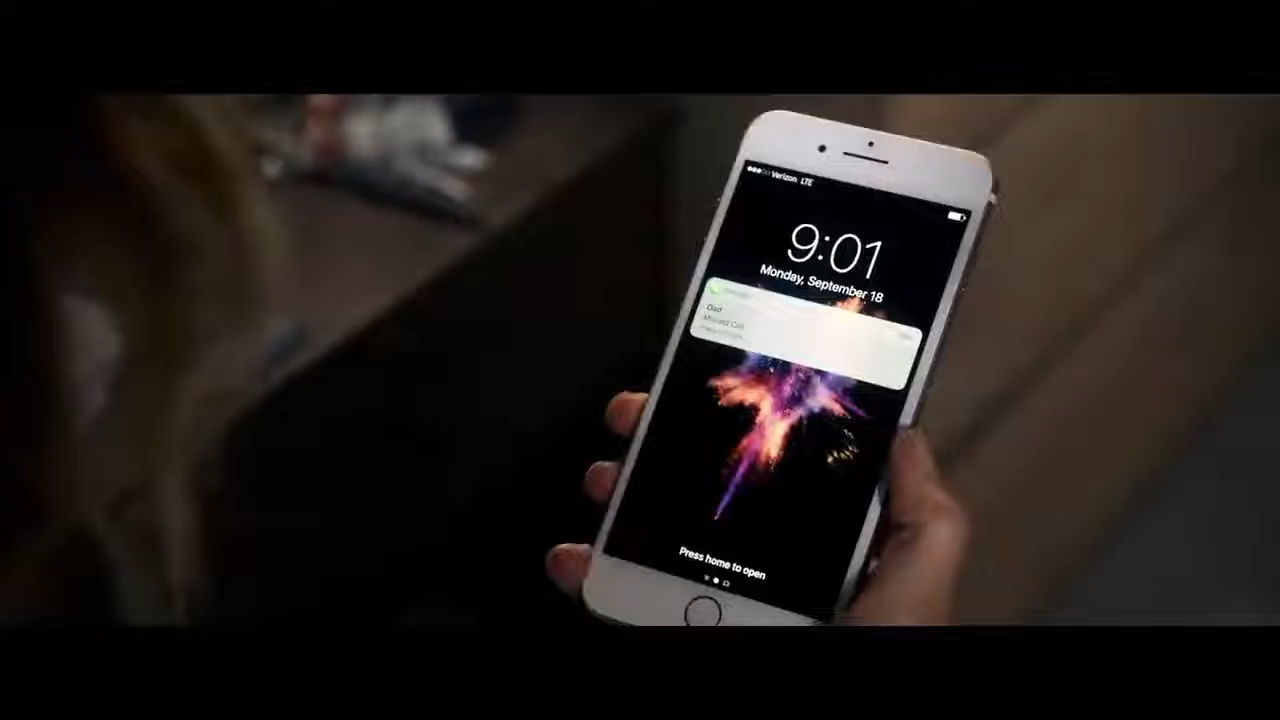 Verizon LTE
9:01
Monday, September 18
Dad
Missed Call
Press home to open